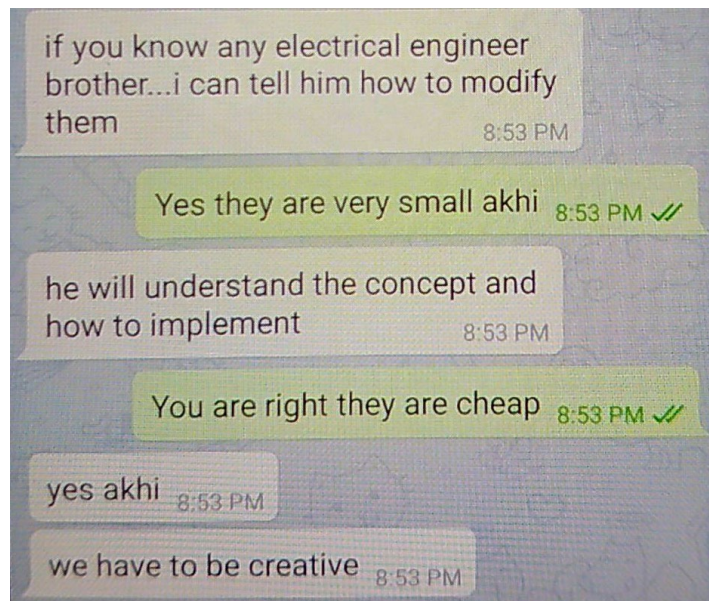 if you know any electrical engineer
brother...i can tell him how to modify
them
8:53 PM
Yes they are very small akhi 8:53 PM
he will understand the concept and
how to implement 8:53 PM
You are right they are cheap 8:53 PM
yes akhi 8:53 PM
we have to be creative 8:53 PM